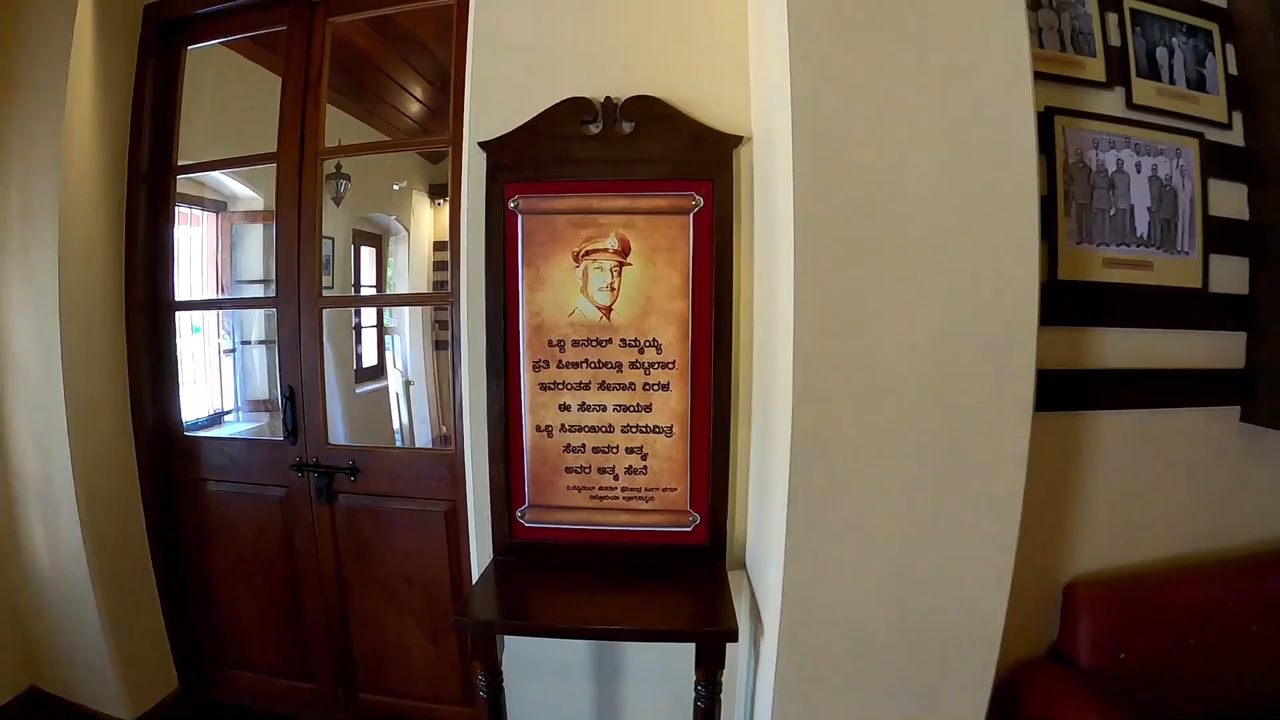 ಒಬ್ಬ ಜನರಲ್ ತಿಮ್ಮಯ್ಯ
ಪ್ರತಿ ಪೀಳಿಗೆಯಲ್ಲೂ ಹುಟ್ಟಲಾರ.
ಇವರಂತಹ ಸೇನಾನಿ ವಿರಳ.
ಈ ಸೇನಾ ನಾಯಕ
ಒಬ್ಬ ಸಿಪಾಯಿಯ ಪರಮಮಿತ್ರ
ಸೇನೆ ಅವರ ಆತ್ಮ
ಅವರ ಆತ್ಮ ಸೇನೆ